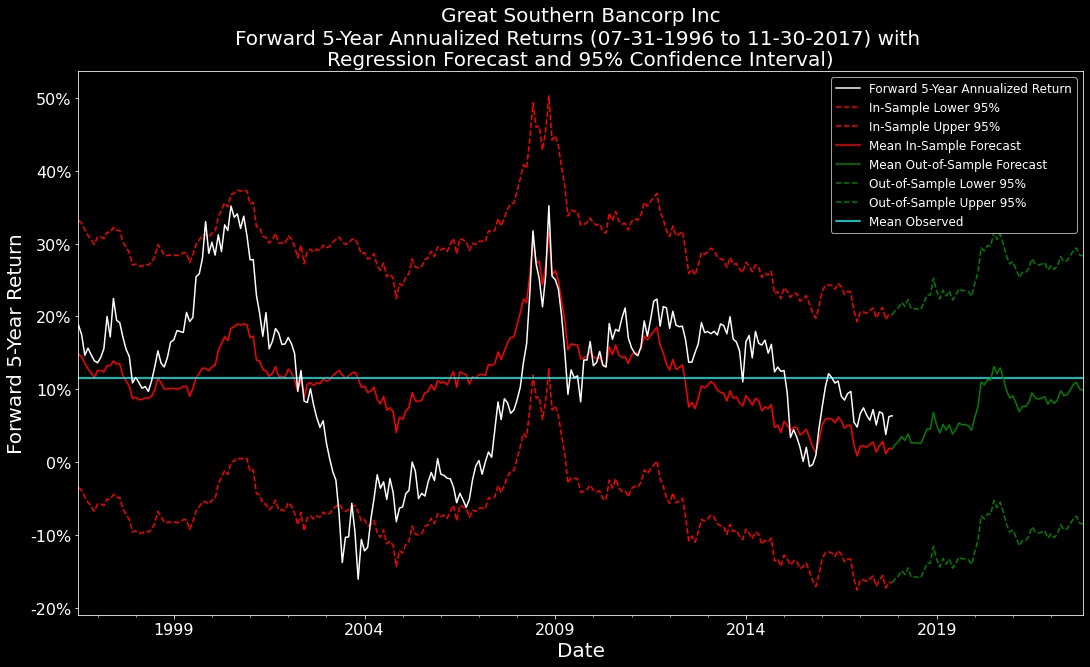 Great Southern Bancorp Inc
Forward 5-Year Annualized Returns (07-31-1996 to 11-30-2017) with
Regression Forecast and 95% Confidence Interval)
Forward 5-Year Annualized Return
In-Sample Lower 95%
In-Sample Upper 95%
Mean In-Sample Forecast
Mean Out-of-Sample Forecast
Out-of-Sample Lower 95%
Out-of-Sample Upper 95%
Mean Observed
Forward 5-Year Return
50%
40%
30%
20%
10%
0%
-10%
-20%
1999 2004 2009 2014 2019
Date